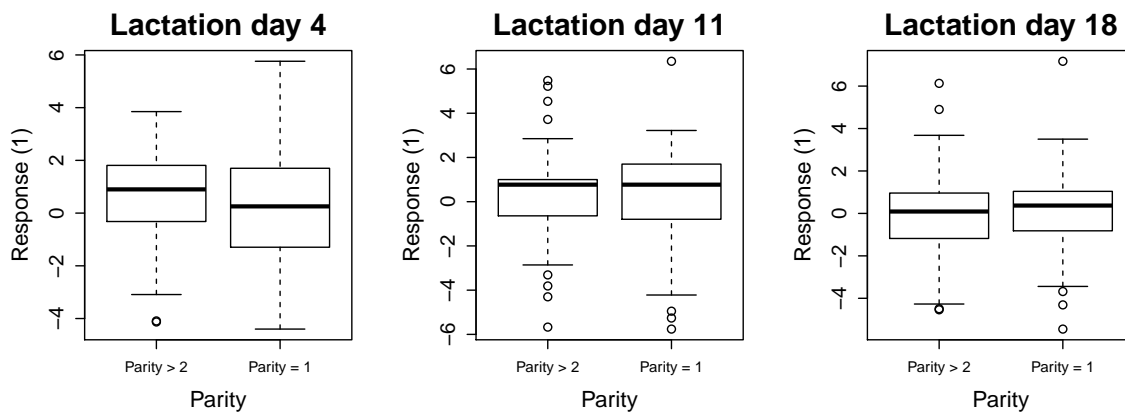 Lactation day 4
Response (1)
6
4
2
0
−2
−4
Parity > 2
Parity = 1
Parity
Lactation day 11
Response (1)
6
4
2
0
−2
−4
−6
Parity > 2
Parity = 1
Parity
Lactation day 18
Response (1)
6
4
2
0
−2
−4
Parity > 2
Parity = 1
Parity